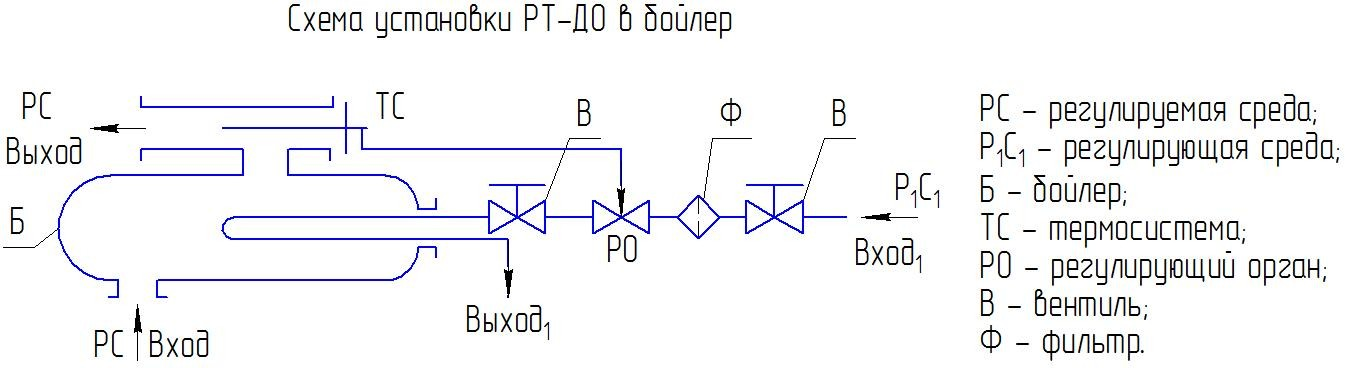 Схема установки РТ-ДО в бойлер
РС
Выход
ТС
В
Ф
В
Б
РО
Р₁С₁
Вход₁
Выход₁
РС Вход
РС – регулируемая среда;
Р₁С₁ – регулирующая среда;
Б – бойлер;
ТС – термосистема;
РО – регулирующий орган;
В – вентиль;
Ф – фильтр.